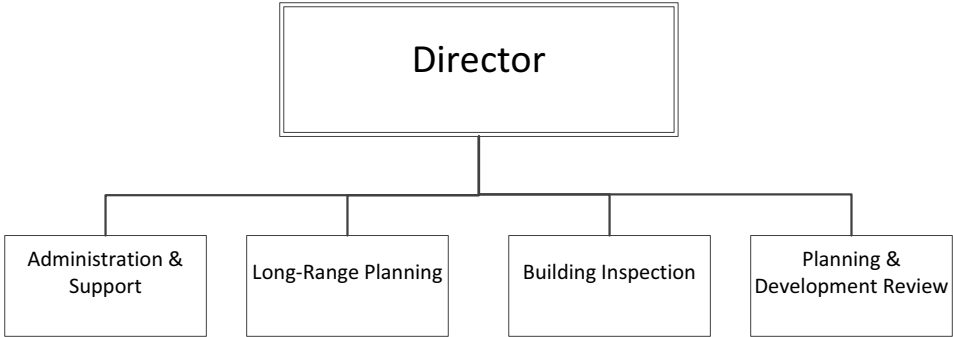 Director
Administration &
Support
Long-Range Planning
Building Inspection
Planning &
Development Review